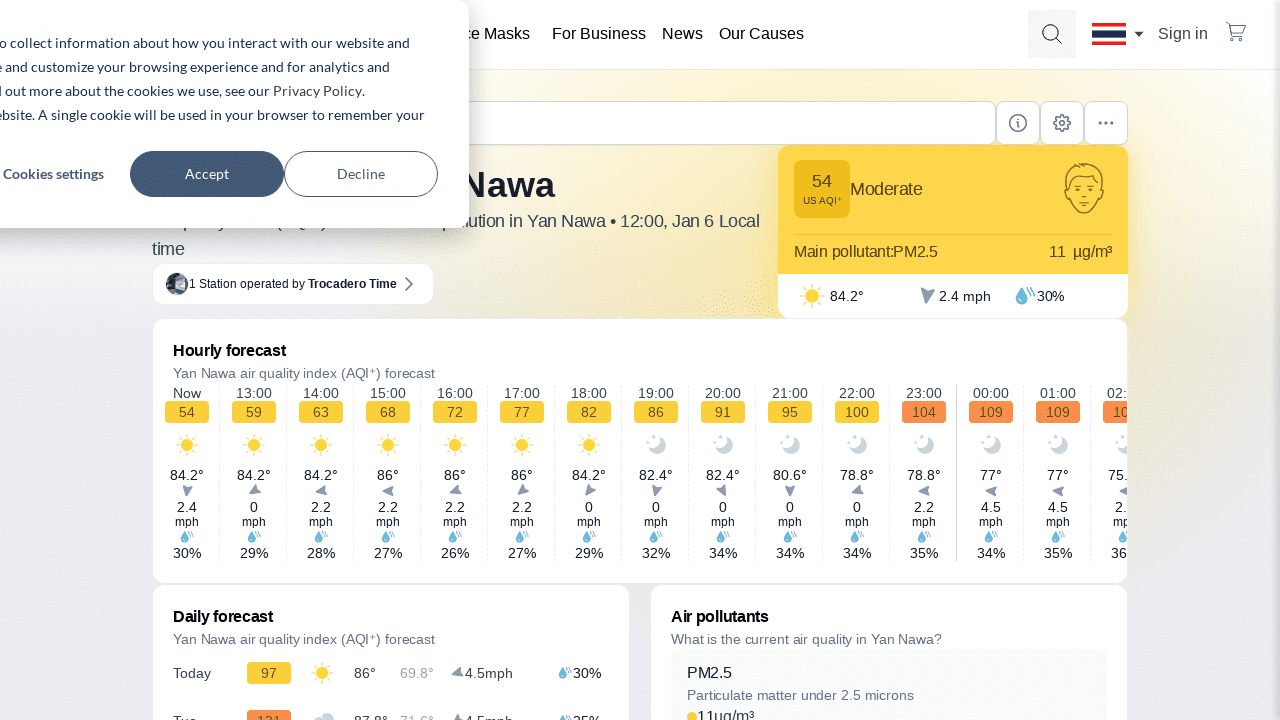 o collect information about how you interact with our website and
e and customize your browsing experience and for analytics and
out more about the cookies we use, see our Privacy Policy.
ebsite. A single cookie will be used in your browser to remember your
Cookies settings
Accept
Decline
ce Masks
For Business
News
Our Causes
Sign in
Nawa
ution in Yan Nawa • 12:00, Jan 6 Local
time
1 Station operated by Trocadero Time
54
US AQI⁺
Moderate
Main pollutant:PM2.5
11 µg/m³
84.2°
2.4 mph
30%
Hourly forecast
Yan Nawa air quality index (AQI⁺) forecast
Now 13:00 14:00 15:00 16:00 17:00 18:00 19:00 20:00 21:00 22:00 23:00 00:00 01:00 02:
54 59 63 68 72 77 82 86 91 95 100 104 109 109 10
84.2° 84.2° 84.2° 86° 86° 86° 84.2° 82.4° 82.4° 80.6° 78.8° 78.8° 77° 77° 75.
2.4 0 2.2 2.2 2.2 2.2 0 0 0 0 0 2.2 4.5 4.5 2.
mph mph mph mph mph mph mph mph mph mph mph mph mph mph mph
30% 29% 28% 27% 26% 27% 29% 32% 34% 34% 34% 35% 34% 35% 36
Daily forecast
Yan Nawa air quality index (AQI⁺) forecast
Today 97 86° 69.8° 4.5mph 30%
Tue 131 87.8° 71.6° 4.5mph 25%
Air pollutants
What is the current air quality in Yan Nawa?
PM2.5
Particulate matter under 2.5 microns
11µg/m³